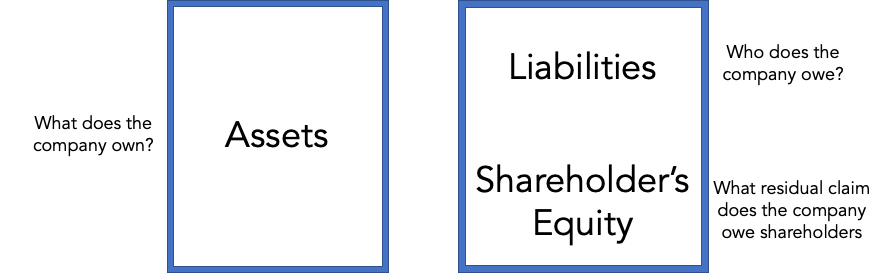 What does the
company own?
Assets
Liabilities
Who does the
company owe?
Shareholder's
Equity
What residual claim
does the company
owe shareholders